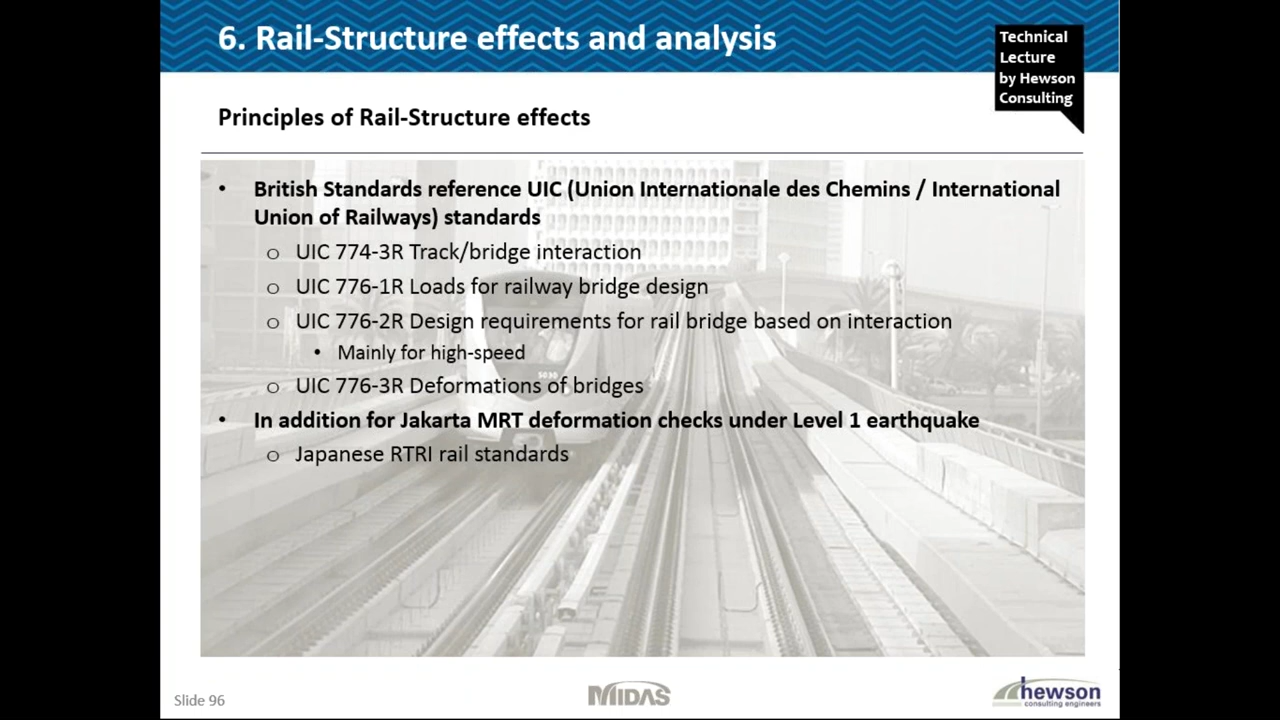 6. Rail-Structure effects and analysis
Technical
Lecture
by Hewson
Consulting
Principles of Rail-Structure effects
• British Standards reference UIC (Union Internationale des Chemins / International
Union of Railways) standards
o UIC 774-3R Track/bridge interaction
o UIC 776-1R Loads for railway bridge design
o UIC 776-2R Design requirements for rail bridge based on interaction
• Mainly for high-speed
o UIC 776-3R Deformations of bridges
• In addition for Jakarta MRT deformation checks under Level 1 earthquake
o Japanese RTRI rail standards
Slide 96
MIDAS
hewson
consulting engineers